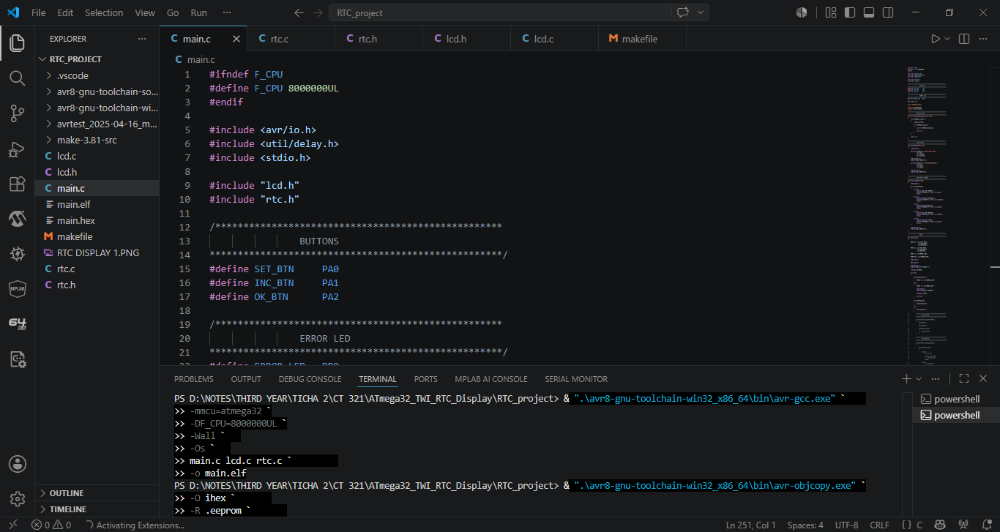 File Edit Selection View Go Run ··· RTC_project
EXPLORER ···
RTC_PROJECT
.vscode
avr8-gnu-toolchain-so...
avr8-gnu-toolchain-wi...
avrtest_2025-04-16_m...
make-3.81-src
C lcd.c
C lcd.h
C main.c
main.elf
main.hex
M makefile
RTC DISPLAY 1.PNG
C rtc.c
C rtc.h
OUTLINE
TIMELINE
MPLAB
64
C main.c C rtc.c C rtc.h C lcd.h C lcd.c M makefile
C main.c
1 #ifndef F_CPU
2 #define F_CPU 8000000UL
3 #endif
4
5 #include <avr/io.h>
6 #include <util/delay.h>
7 #include <stdio.h>
8
9 #include "lcd.h"
10 #include "rtc.h"
11
12 /***************************************************
13 BUTTONS
14 ****************************************************/
15 #define SET_BTN PA0
16 #define INC_BTN PA1
17 #define OK_BTN PA2
18
19 /***************************************************
20 ERROR LED
21 ****************************************************/
22 #define ERROR_LED PB0
PROBLEMS OUTPUT DEBUG CONSOLE TERMINAL PORTS MPLAB AI CONSOLE SERIAL MONITOR
PS D:\NOTES\THIRD YEAR\TICHA 2\CT 321\ATmega32_TWI_RTC_Display\RTC_project> & ".\avr8-gnu-toolchain-win32_x86_64\bin\avr-gcc.exe" `
>> -mmcu=atmega32 `
>> -DF_CPU=8000000UL `
>> -Wall `
>> -Os `
>> main.c lcd.c rtc.c `
>> -o main.elf
PS D:\NOTES\THIRD YEAR\TICHA 2\CT 321\ATmega32_TWI_RTC_Display\RTC_project> & ".\avr8-gnu-toolchain-win32_x86_64\bin\avr-objcopy.exe" `
>> -O ihex `
>> -R .eeprom `
powershell
powershell
0 0 Activating Extensions... Ln 251, Col 1 Spaces: 4 UTF-8 CRLF { } C